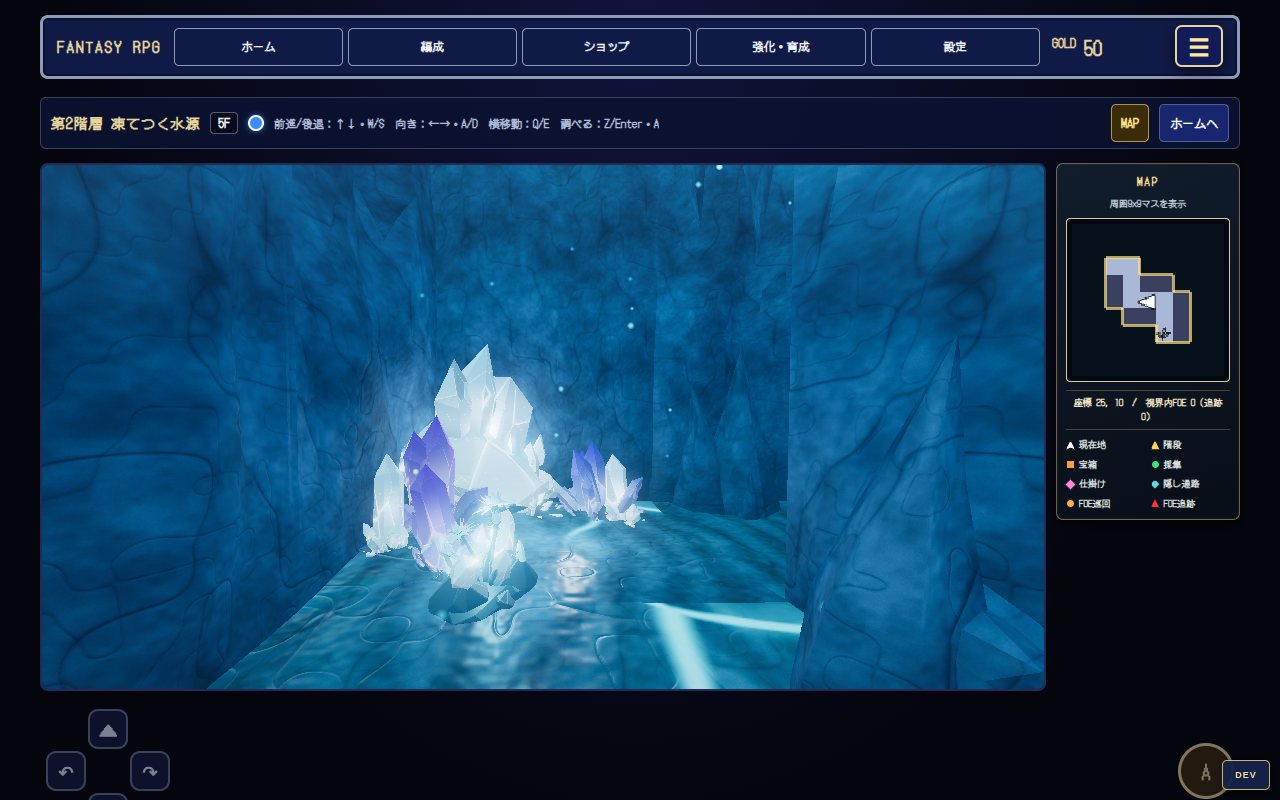 FANTASY RPG ホーム 編成 ショップ 強化・育成 設定 GOLD 50
第2階層 凍てつく水源 5F 前進/後退：↑↓・W/S 向き：←→・A/D 横移動：Q/E 調べる：Z/Enter・A MAP ホームへ
MAP
周囲9x9マスを表示
座標 25, 10 / 視界内FOE 0（追跡
0）
現在地 階段
宝箱 採集
仕掛け 隠し通路
FOE巡回 FOE追跡
A DEV